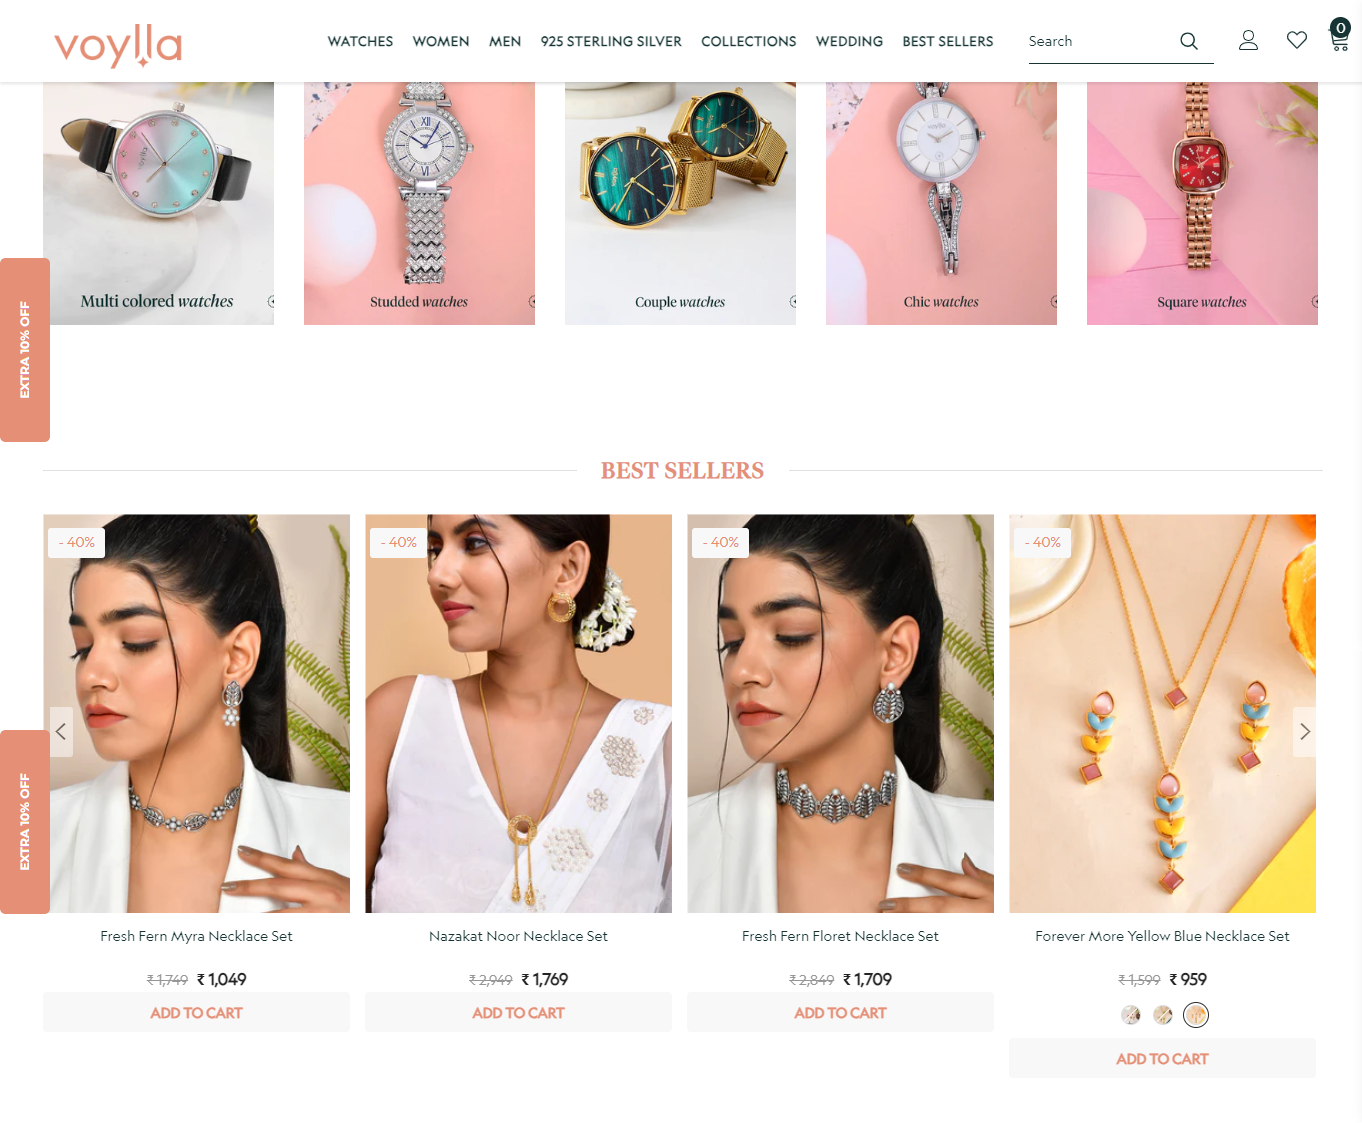 voylla
WATCHES WOMEN MEN 925 STERLING SILVER COLLECTIONS WEDDING BEST SELLERS
Search
0
Multi colored watches
Studded watches
Couple watches
Chic watches
Square watches
EXTRA 10% OFF
BEST SELLERS
- 40%
- 40%
- 40%
- 40%
EXTRA 10% OFF
Fresh Fern Myra Necklace Set
Nazakat Noor Necklace Set
Fresh Fern Floret Necklace Set
Forever More Yellow Blue Necklace Set
₹ 1,749 ₹ 1,049
₹ 2,949 ₹ 1,769
₹ 2,849 ₹ 1,709
₹ 1,599 ₹ 959
ADD TO CART
ADD TO CART
ADD TO CART
ADD TO CART